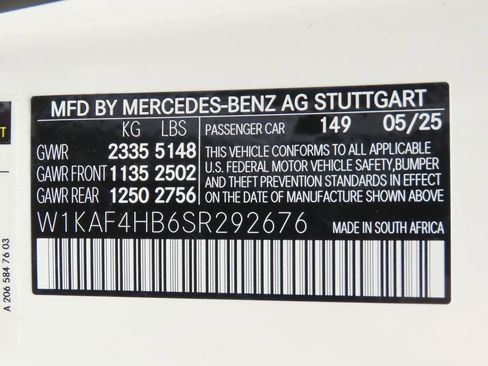 MFD BY MERCEDES-BENZ AG STUTTGART
KG LBS
GVWR 2335 5148
GAWR FRONT 1135 2502
GAWR REAR 1250 2756
PASSENGER CAR 149 05/25
THIS VEHICLE CONFORMS TO ALL APPLICABLE
U.S. FEDERAL MOTOR VEHICLE SAFETY,BUMPER
AND THEFT PREVENTION STANDARDS IN EFFECT
ON THE DATE OF MANUFACTURE SHOWN ABOVE
W1KAF4HB6SR292676
MADE IN SOUTH AFRICA
A 206 584 76 03